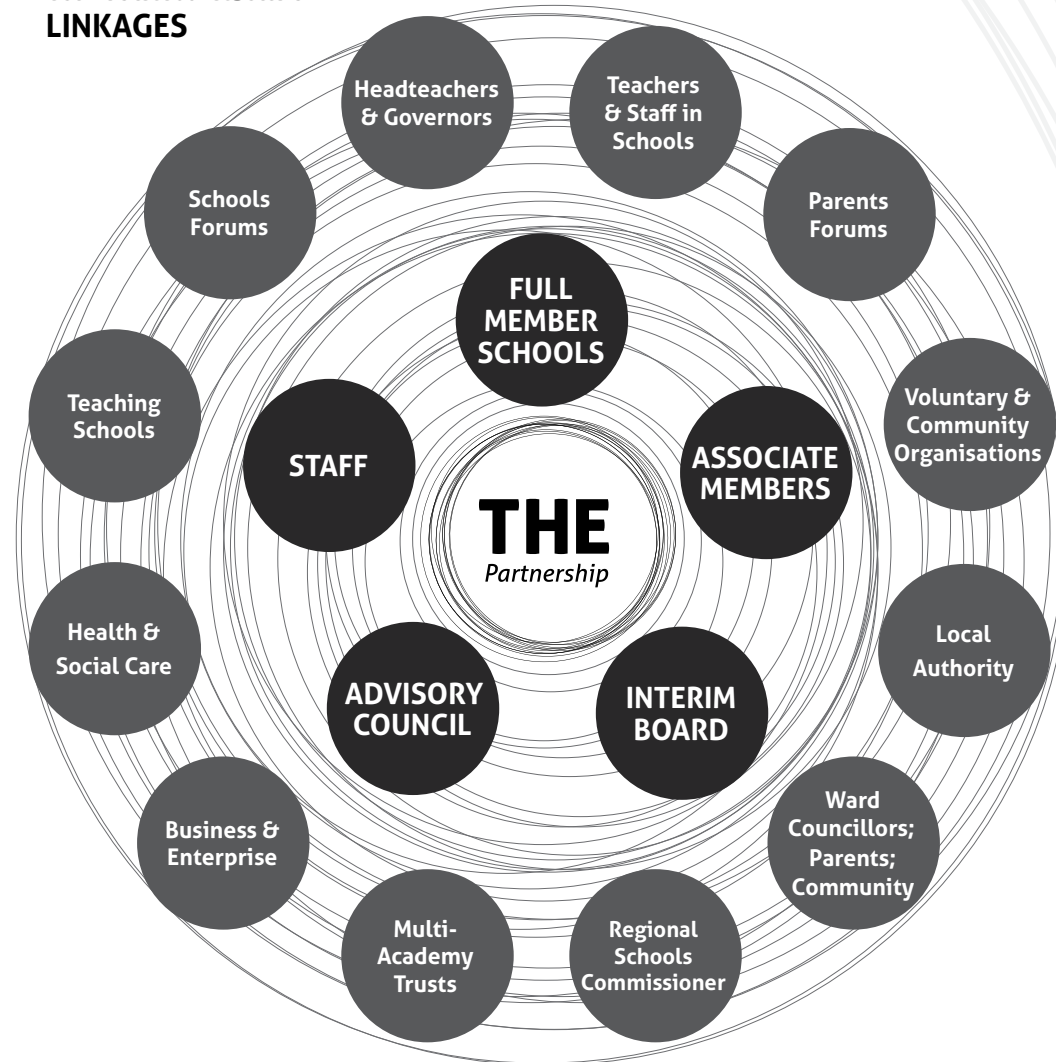 LINKAGES
Headteachers
& Governors
Teachers
& Staff in
Schools
Schools
Forums
Parents
Forums
FULL
MEMBER
SCHOOLS
Teaching
Schools
Voluntary &
Community
Organisations
STAFF
ASSOCIATE
MEMBERS
THE
Partnership
Health &
Social Care
Local
Authority
ADVISORY
COUNCIL
INTERIM
BOARD
Business &
Enterprise
Ward
Councillors;
Parents;
Community
Multi-
Academy
Trusts
Regional
Schools
Commissioner